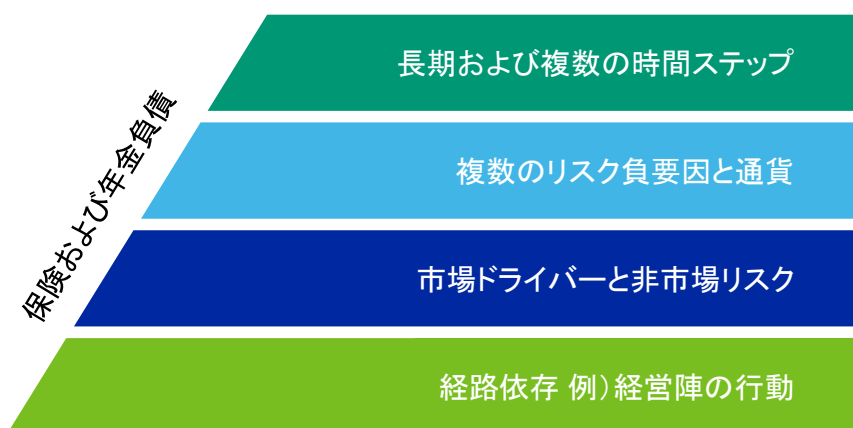 保険および年金負債
長期および複数の時間ステップ
複数のリスク負要因と通貨
市場ドライバーと非市場リスク
経路依存 例）経営陣の行動